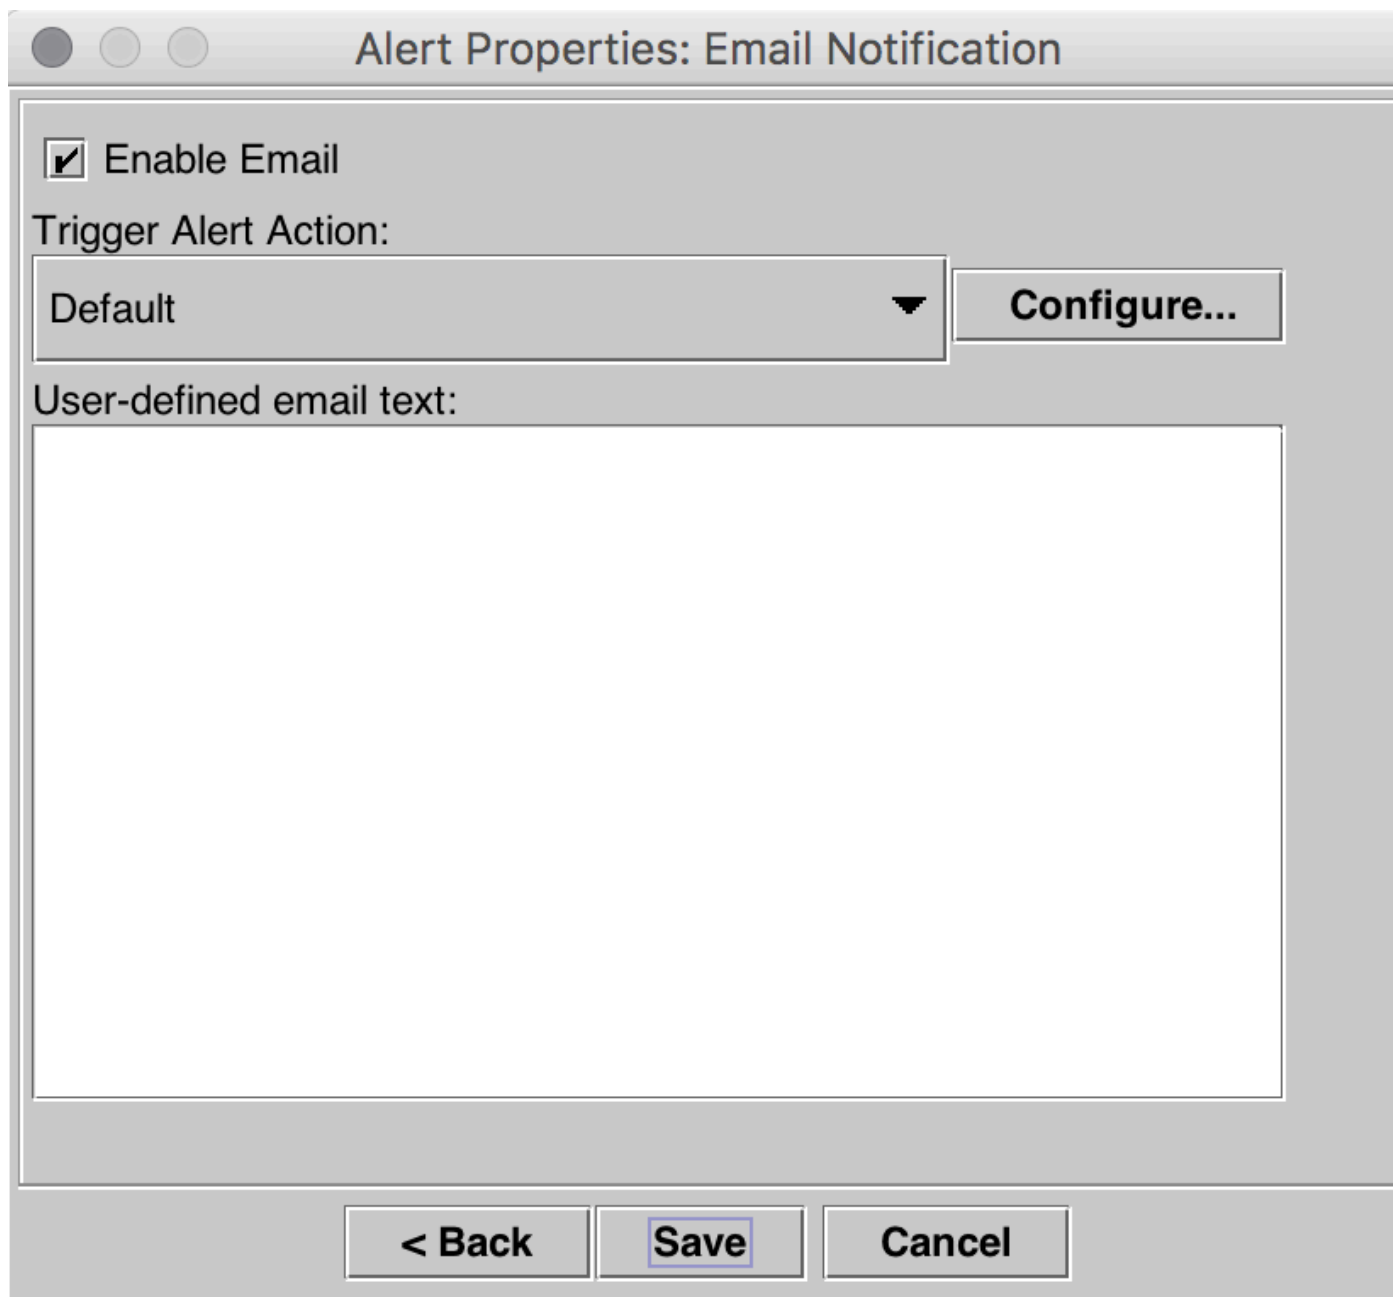 Alert Properties: Email Notification
Enable Email
Trigger Alert Action:
Default
Configure...
User-defined email text:
< Back
Save
Cancel